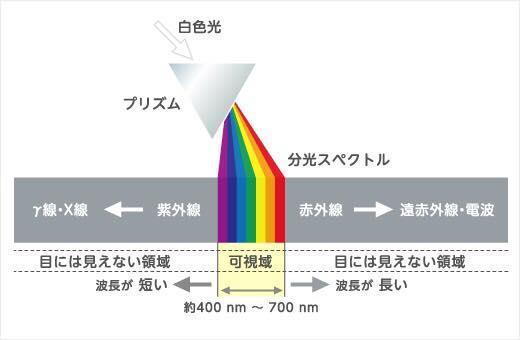 白色光
プリズム
分光スペクトル
γ線・X線 紫外線 赤外線 遠赤外線・電波
目には見えない領域 可視域 目には見えない領域
波長が 短い 波長が 長い
約400 nm ～ 700 nm